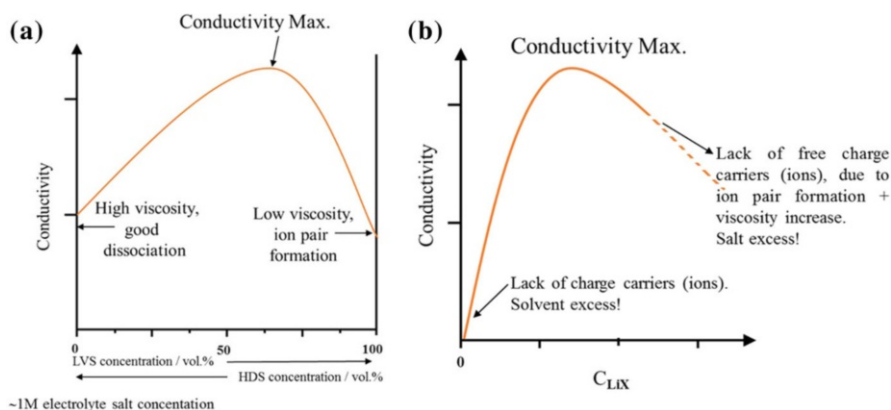 (a)
Conductivity Max.
Conductivity
High viscosity,
good
dissociation
Low viscosity,
ion pair
formation
0
50
100
LVS concentration / vol.%
HDS concentration / vol.%
~1M electrolyte salt concentation
(b)
Conductivity Max.
Conductivity
Lack of free charge
carriers (ions), due to
ion pair formation +
viscosity increase.
Salt excess!
Lack of charge carriers (ions).
Solvent excess!
0
C_LiX